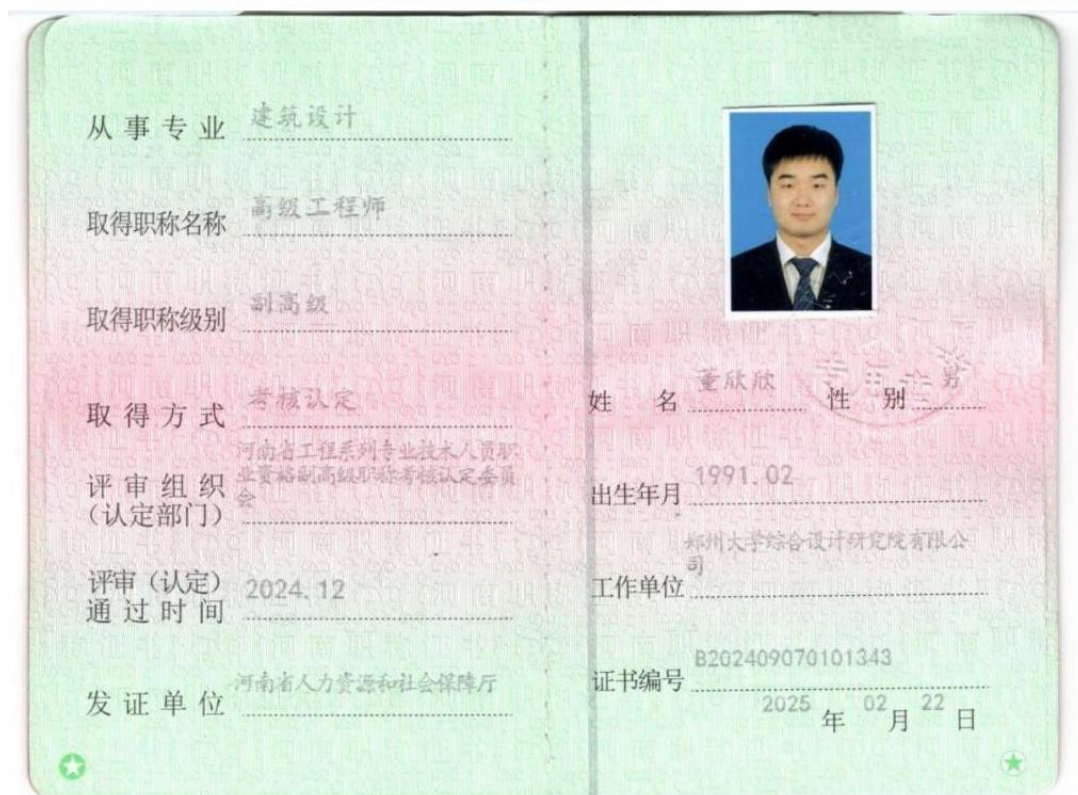 从事专业 建筑设计
取得职称名称 高级工程师
取得职称级别 副高级
取得方式 考核认定
河南省工程系列专业技术人员职
评审组织 业资格副高级职称考核认定委员
（认定部门） 会
评审（认定） 2024.12
通过时间
发证单位 河南省人力资源和社会保障厅
姓名 董欣欣 性别 男
专用章
出生年月 1991.02
郑州大学综合设计研究院有限公
工作单位 司
证书编号 B202409070101343
2025 年 02 月 22 日